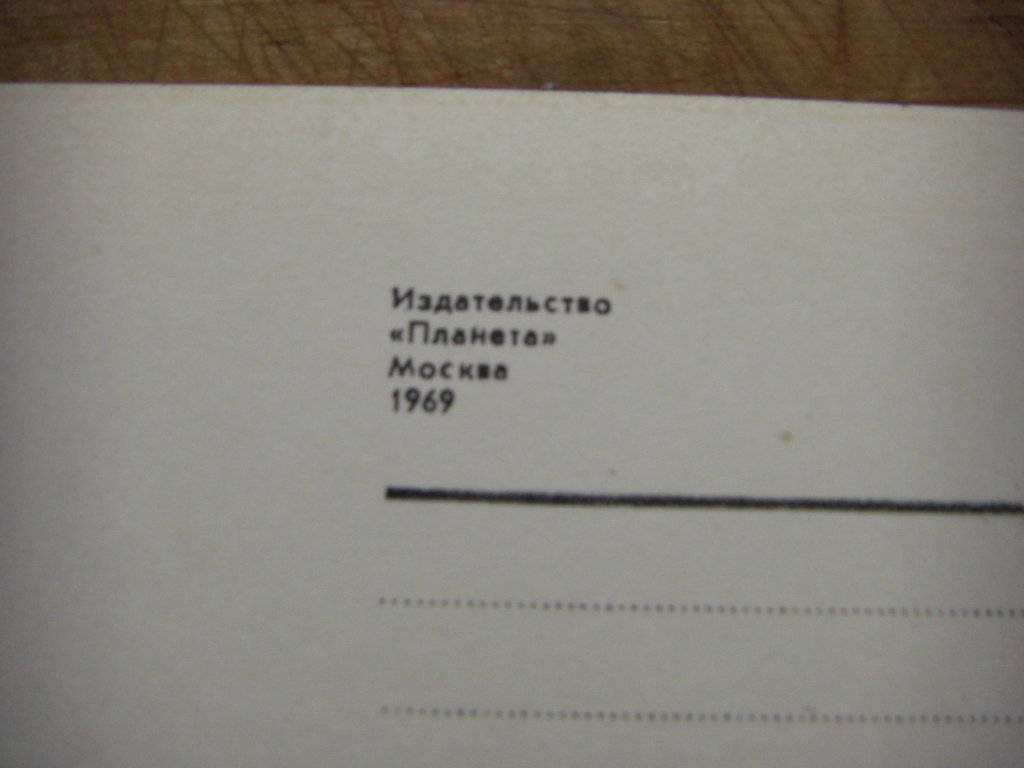 Издательство
«Планета»
Москва
1969